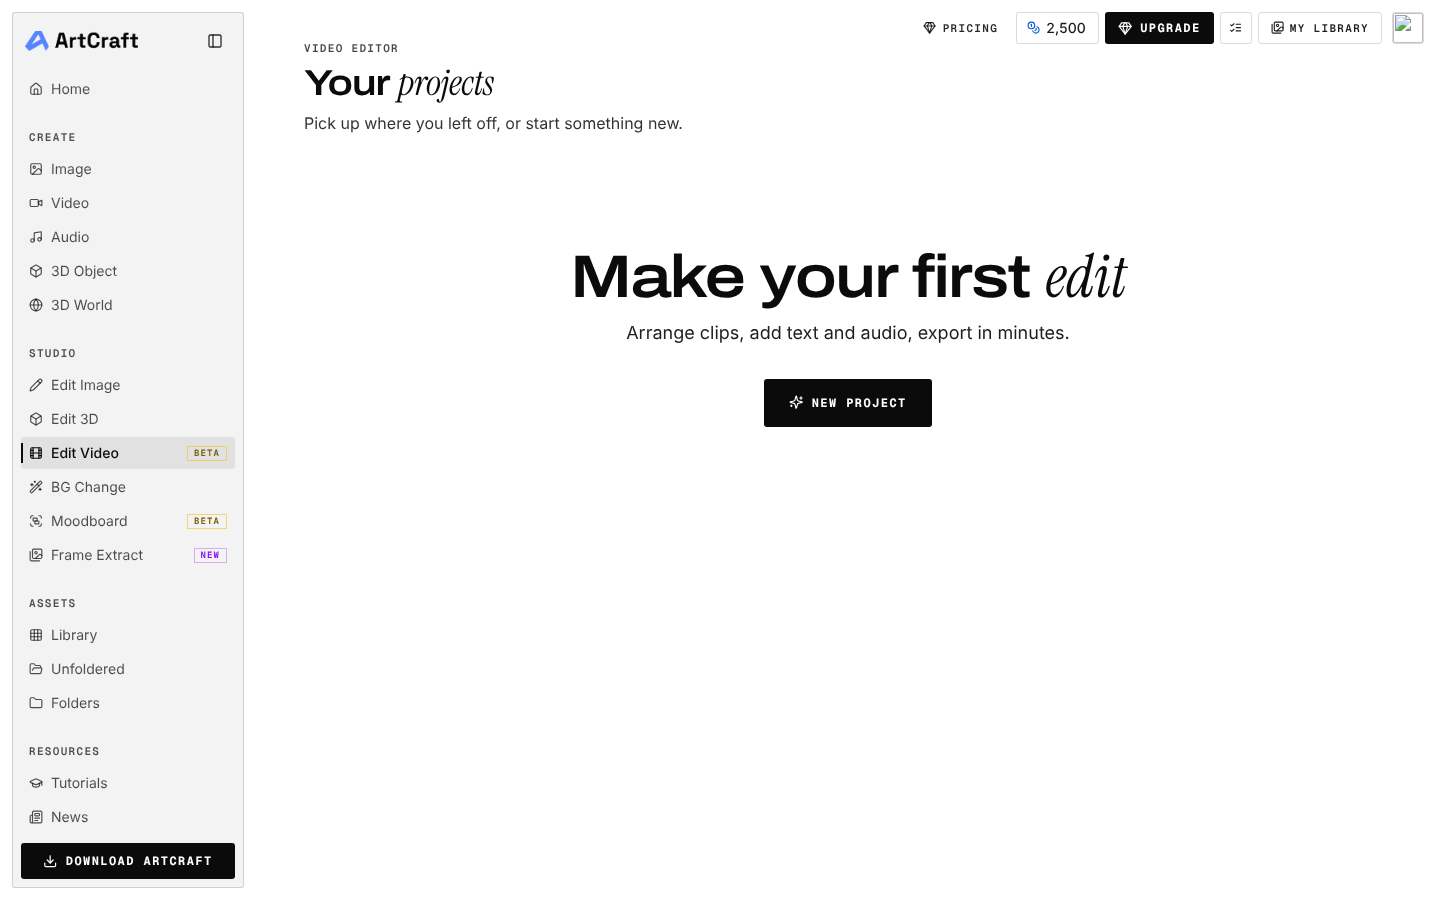 ArtCraft
Home
CREATE
Image
Video
Audio
3D Object
3D World
STUDIO
Edit Image
Edit 3D
Edit Video BETA
BG Change
Moodboard BETA
Frame Extract NEW
ASSETS
Library
Unfoldered
Folders
RESOURCES
Tutorials
News
DOWNLOAD ARTCRAFT
PRICING 2,500 UPGRADE MY LIBRARY
VIDEO EDITOR
Your projects
Pick up where you left off, or start something new.
Make your first edit
Arrange clips, add text and audio, export in minutes.
NEW PROJECT